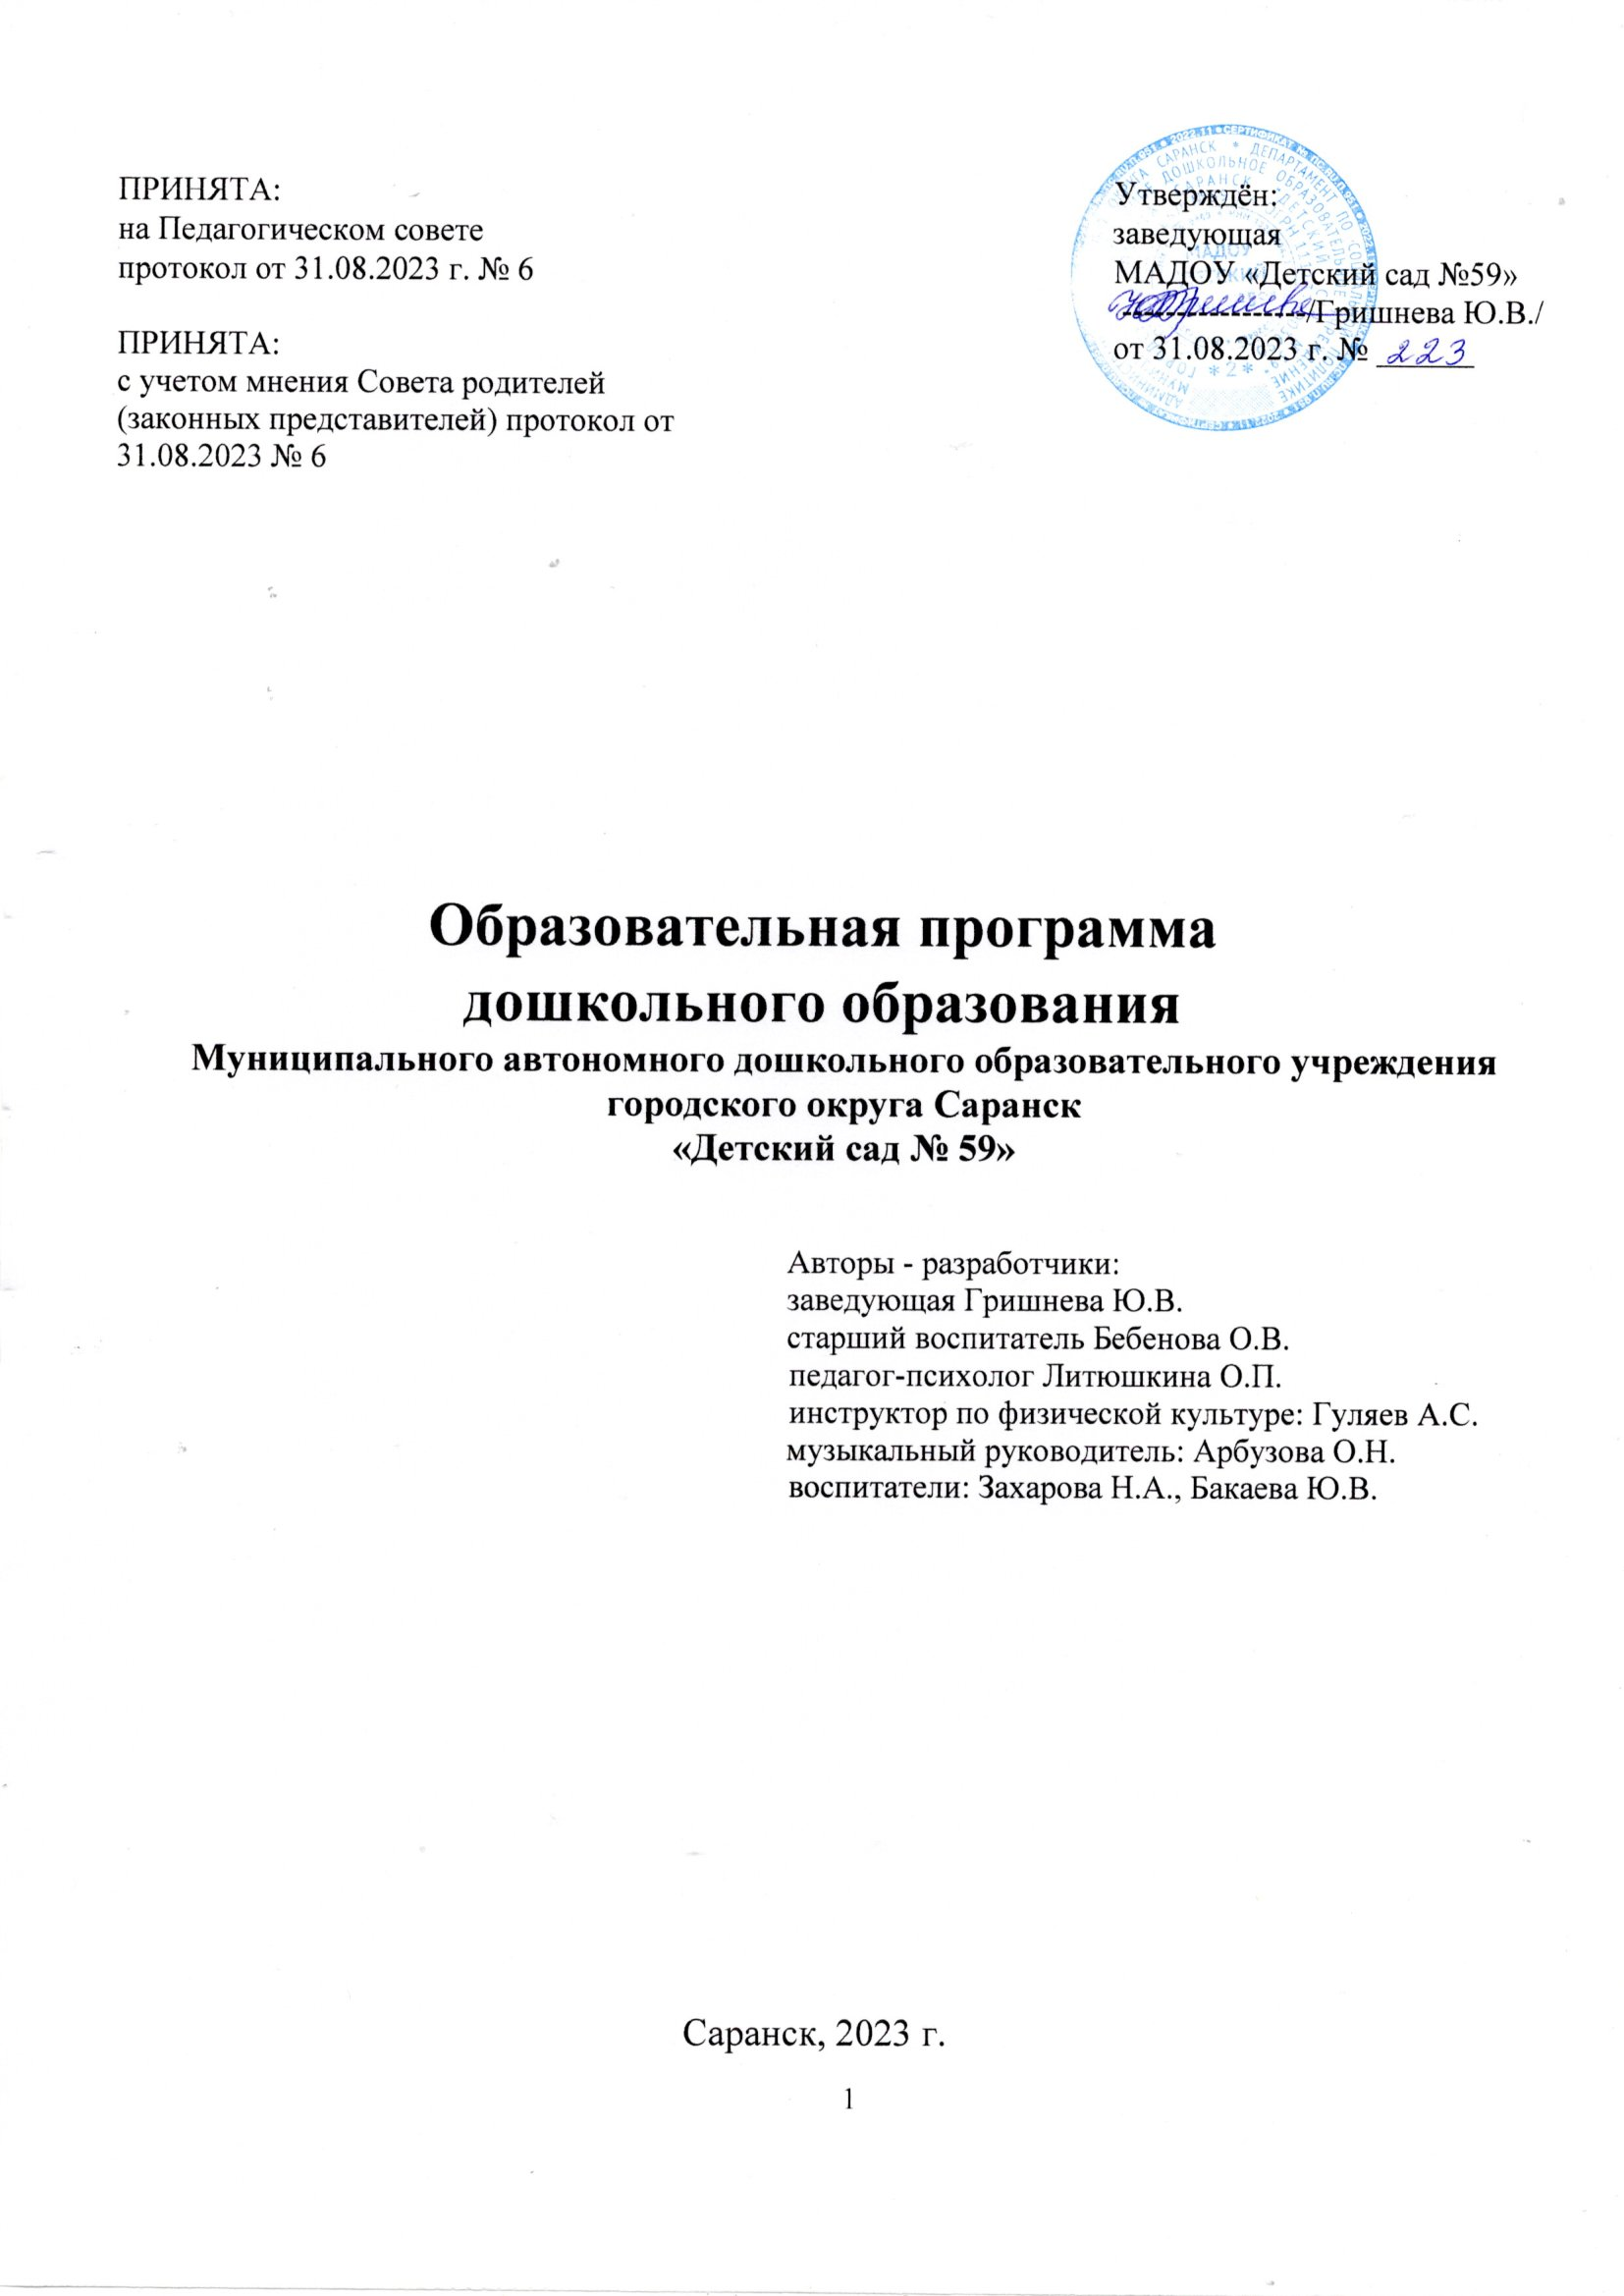 ПРИНЯТА:
на Педагогическом совете
протокол от 31.08.2023 г. № 6
ПРИНЯТА:
с учетом мнения Совета родителей
(законных представителей) протокол от
31.08.2023 № 6
Утверждён:
заведующая
МАДОУ «Детский сад №59»
/Гришнева Ю.В./
от 31.08.2023 г. № 223
Образовательная программа
дошкольного образования
Муниципального автономного дошкольного образовательного учреждения
городского округа Саранск
«Детский сад № 59»
Авторы - разработчики:
заведующая Гришнева Ю.В.
старший воспитатель Бебенова О.В.
педагог-психолог Литюшкина О.П.
инструктор по физической культуре: Гуляев А.С.
музыкальный руководитель: Арбузова О.Н.
воспитатели: Захарова Н.А., Бакаева Ю.В.
Саранск, 2023 г.
1